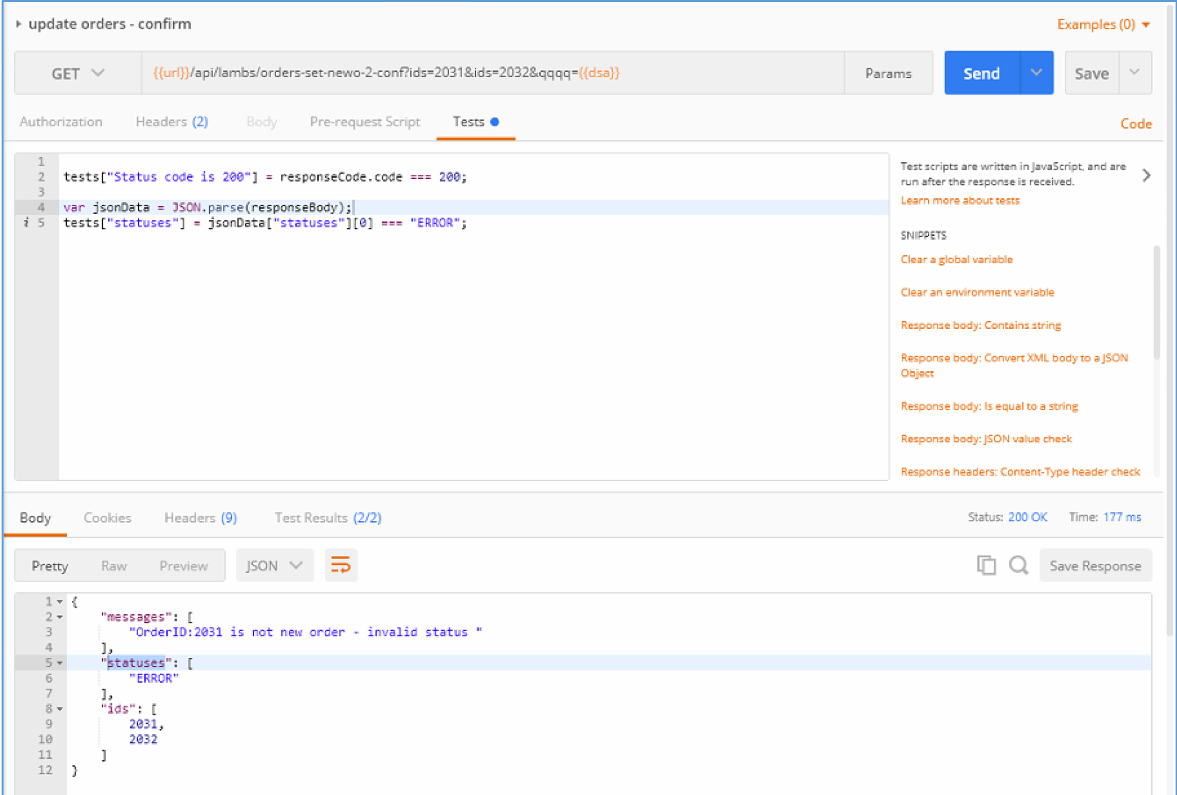 update orders - confirm
Examples (0)
GET
{{url}}/api/lambs/orders-set-newo-2-conf?ids=2031&ids=2032&qqqq={{dsa}}
Params
Send
Save
Authorization
Headers (2)
Body
Pre-request Script
Tests
Code
1
2 tests["Status code is 200"] = responseCode.code === 200;
3
4 var jsonData = JSON.parse(responseBody);
i 5 tests["statuses"] = jsonData["statuses"][0] === "ERROR";
Test scripts are written in JavaScript, and are
run after the response is received.
Learn more about tests
SNIPPETS
Clear a global variable
Clear an environment variable
Response body: Contains string
Response body: Convert XML body to a JSON
Object
Response body: Is equal to a string
Response body: JSON value check
Response headers: Content-Type header check
Body
Cookies
Headers (9)
Test Results (2/2)
Status: 200 OK
Time: 177 ms
Pretty
Raw
Preview
JSON
Save Response
1 {
2 "messages": [
3 "OrderID:2031 is not new order - invalid status "
4 ],
5 "statuses": [
6 "ERROR"
7 ],
8 "ids": [
9 2031,
10 2032
11 ]
12 }